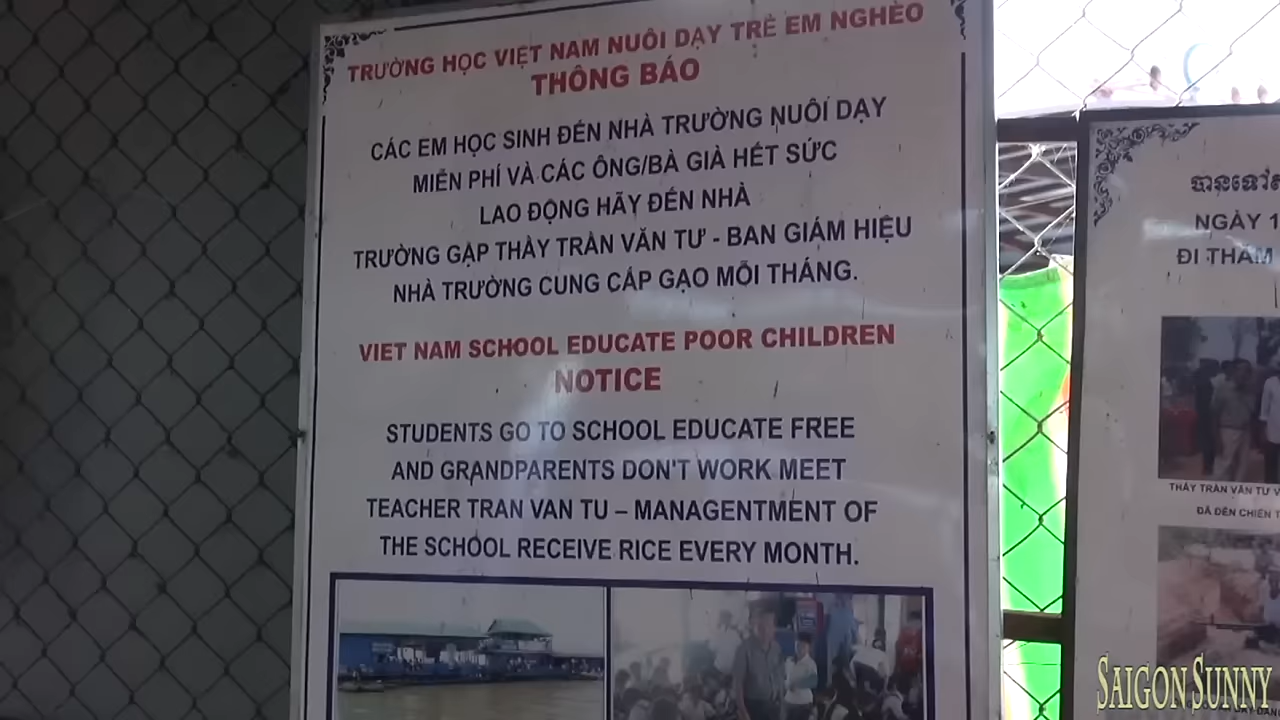 TRƯỜNG HỌC VIỆT NAM NUÔI DẠY TRẺ EM NGHÈO
THÔNG BÁO
CÁC EM HỌC SINH ĐẾN NHÀ TRƯỜNG NUÔI DẠY
MIỄN PHÍ VÀ CÁC ÔNG/BÀ GIÀ HẾT SỨC
LAO ĐỘNG HÃY ĐẾN NHÀ
TRƯỜNG GẶP THẦY TRẦN VĂN TƯ - BAN GIÁM HIỆU
NHÀ TRƯỜNG CUNG CẤP GẠO MỖI THÁNG.
VIET NAM SCHOOL EDUCATE POOR CHILDREN
NOTICE
STUDENTS GO TO SCHOOL EDUCATE FREE
AND GRANDPARENTS DON'T WORK MEET
TEACHER TRAN VAN TU – MANAGENTMENT OF
THE SCHOOL RECEIVE RICE EVERY MONTH.
បានទៅ
NGÀY 1
ĐI THĂM
THẦY TRẦN VĂN TƯ V
ĐÃ ĐẾN CHIẾN T
SAIGON SUNNY